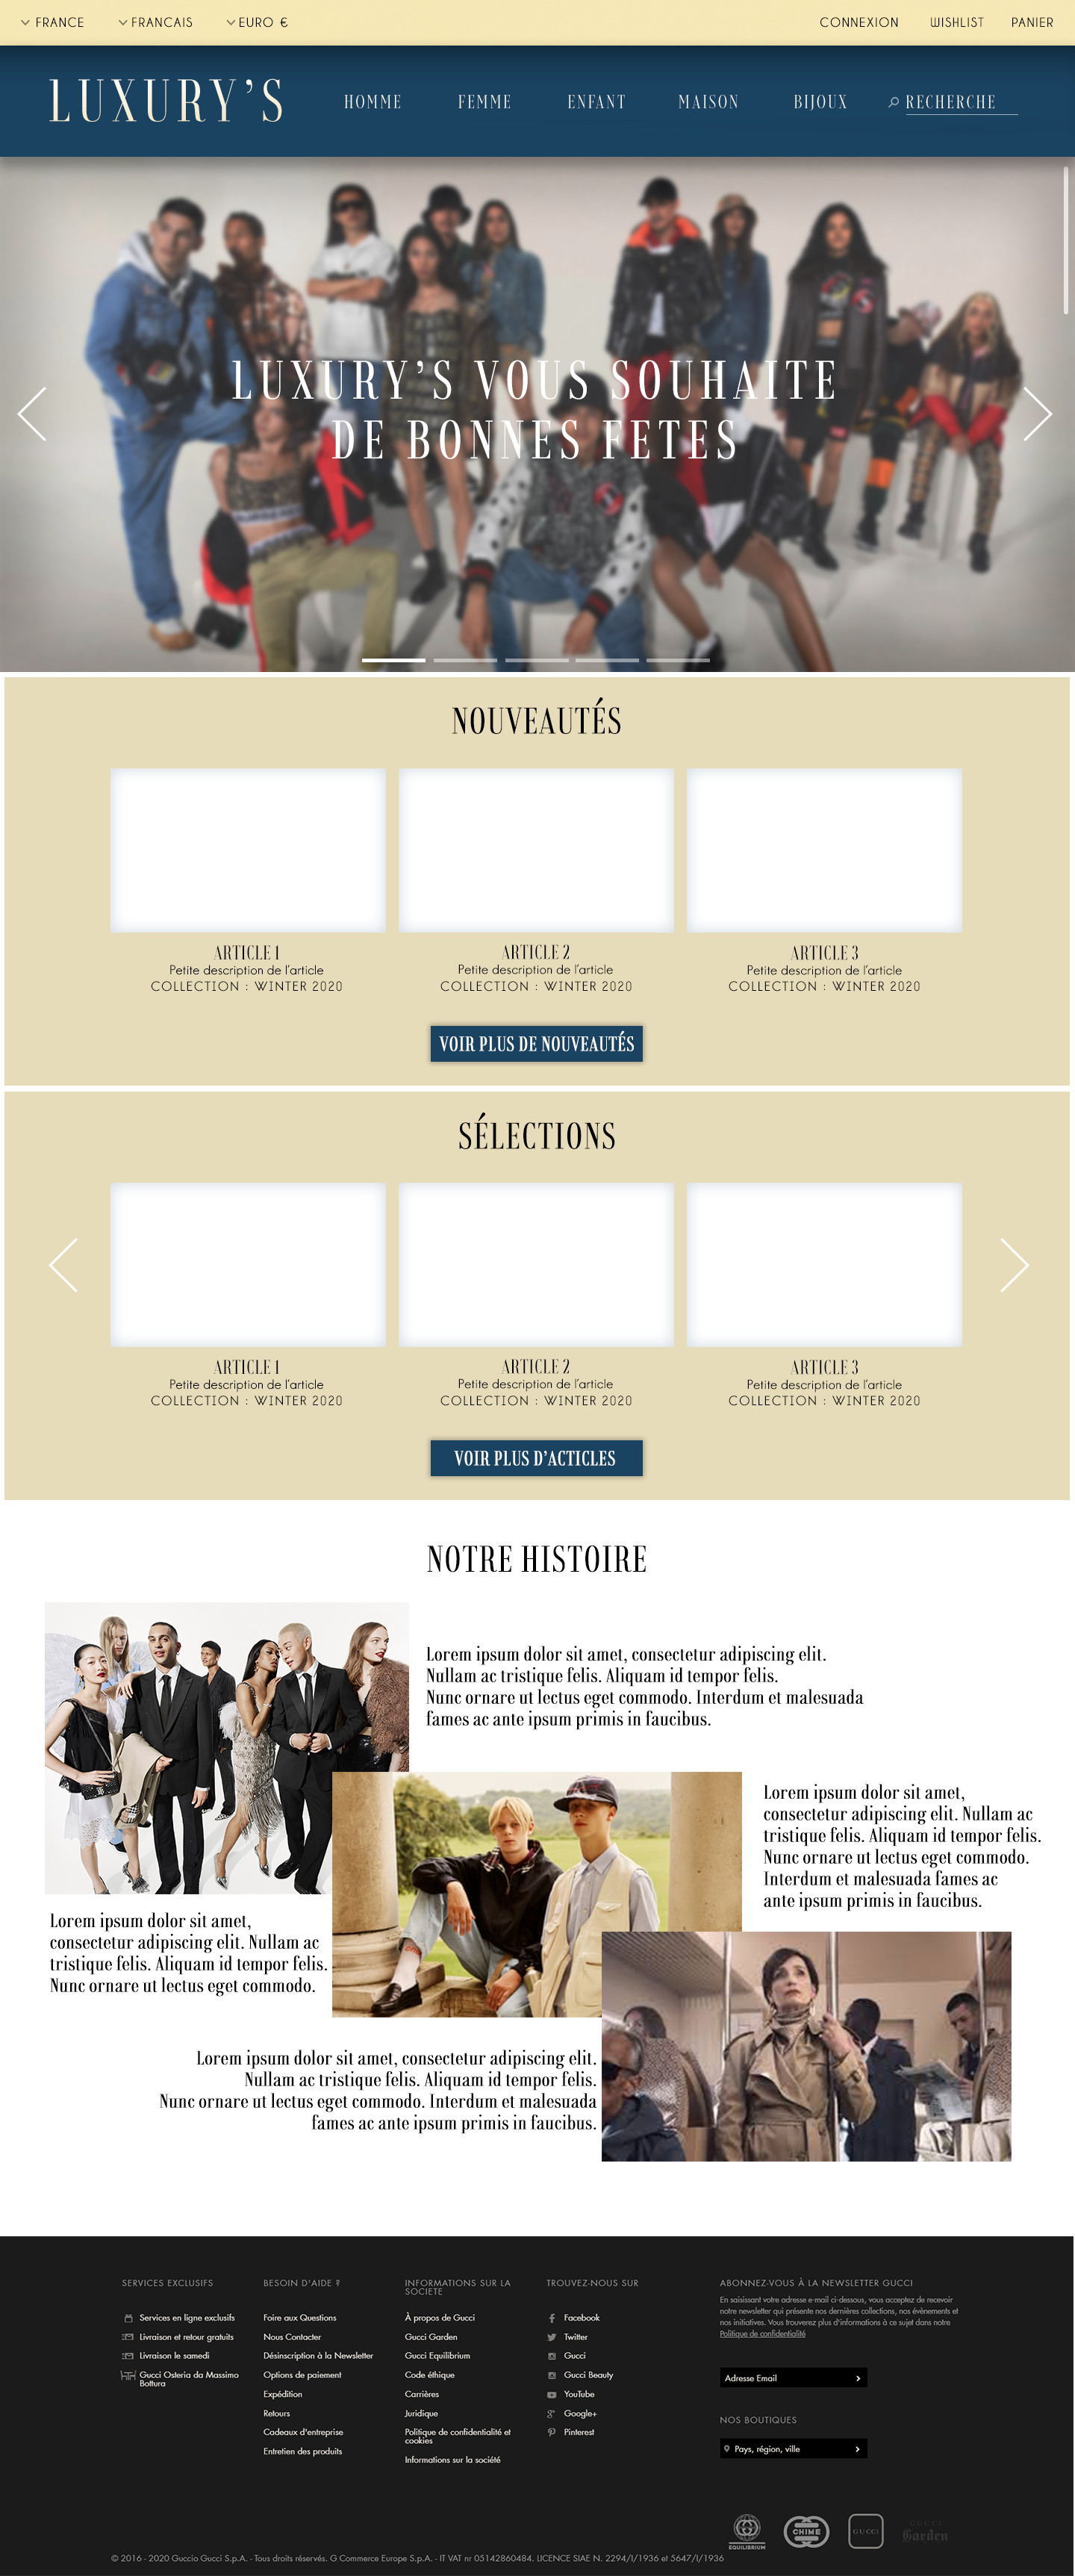 FRANCE FRANCAIS EURO € CONNEXION WISHLIST PANIER
LUXURY'S HOMME FEMME ENFANT MAISON BIJOUX RECHERCHE
LUXURY'S VOUS SOUHAITE
DE BONNES FETES
NOUVEAUTÉS
ARTICLE 1
Petite description de l'article
COLLECTION : WINTER 2020
ARTICLE 2
Petite description de l'article
COLLECTION : WINTER 2020
ARTICLE 3
Petite description de l'article
COLLECTION : WINTER 2020
VOIR PLUS DE NOUVEAUTÉS
SÉLECTIONS
ARTICLE 1
Petite description de l'article
COLLECTION : WINTER 2020
ARTICLE 2
Petite description de l'article
COLLECTION : WINTER 2020
ARTICLE 3
Petite description de l'article
COLLECTION : WINTER 2020
VOIR PLUS D'ACTICLES
NOTRE HISTOIRE
Lorem ipsum dolor sit amet, consectetur adipiscing elit.
Nullam ac tristique felis. Aliquam id tempor felis.
Nunc ornare ut lectus eget commodo. Interdum et malesuada
fames ac ante ipsum primis in faucibus.
Lorem ipsum dolor sit amet,
consectetur adipiscing elit. Nullam ac
tristique felis. Aliquam id tempor felis.
Nunc ornare ut lectus eget commodo.
Interdum et malesuada fames ac
ante ipsum primis in faucibus.
Lorem ipsum dolor sit amet,
consectetur adipiscing elit. Nullam ac
tristique felis. Aliquam id tempor felis.
Nunc ornare ut lectus eget commodo.
Lorem ipsum dolor sit amet, consectetur adipiscing elit.
Nullam ac tristique felis. Aliquam id tempor felis.
Nunc ornare ut lectus eget commodo. Interdum et malesuada
fames ac ante ipsum primis in faucibus.
SERVICES EXCLUSIFS
Services en ligne exclusifs
Livraison et retour gratuits
Livraison le samedi
Gucci Osteria da Massimo
Bottura
BESOIN D'AIDE ?
Foire aux Questions
Nous Contacter
Désinscription à la Newsletter
Options de paiement
Expédition
Retours
Cadeaux d'entreprise
Entretien des produits
INFORMATIONS SUR LA
SOCIETE
À propos de Gucci
Gucci Garden
Gucci Equilibrium
Code éthique
Carrières
Juridique
Politique de confidentialité et
cookies
Informations sur la société
TROUVEZ-NOUS SUR
Facebook
Twitter
Gucci
Gucci Beauty
YouTube
Google+
Pinterest
ABONNEZ-VOUS À LA NEWSLETTER GUCCI
En saisissant votre adresse e-mail ci-dessous, vous acceptez de recevoir
notre newsletter qui présente nos dernières collections, nos évènements et
nos initiatives. Vous trouverez plus d'informations à ce sujet dans notre
Politique de confidentialité
Adresse Email
NOS BOUTIQUES
Pays, région, ville
EQUILIBRIUM
CHIME
GUCCI
GUCCI
Garden
© 2016 - 2020 Guccio Gucci S.p.A. - Tous droits réservés. G Commerce Europe S.p.A. - IT VAT nr 05142860484. LICENCE SIAE N. 2294/I/1936 et 5647/I/1936